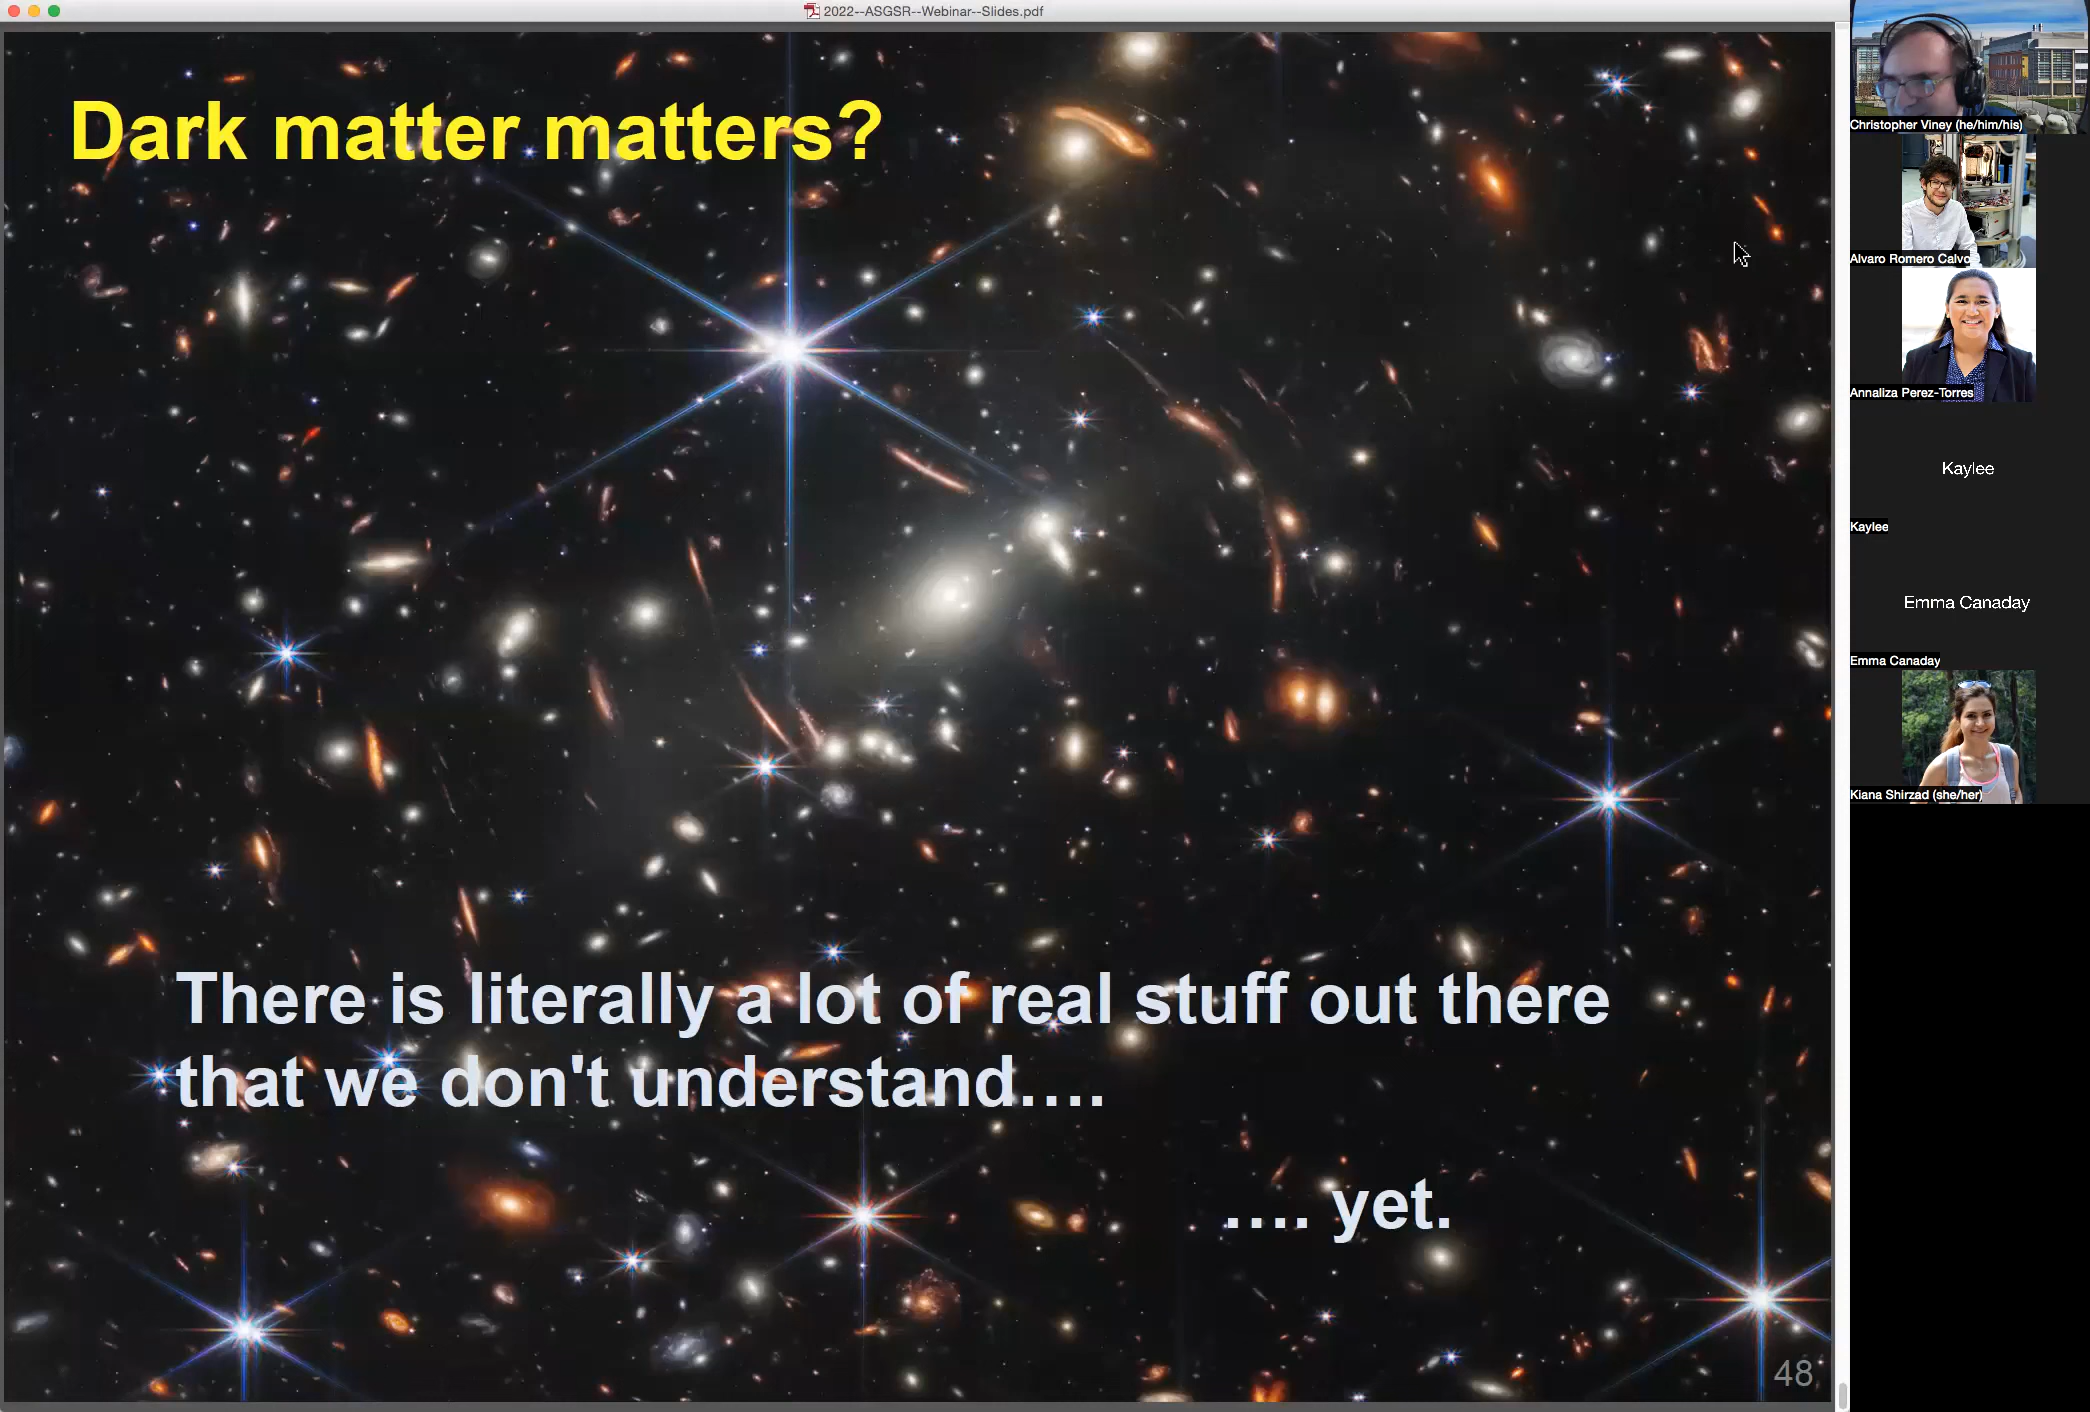 2022--ASGSR--Webinar--Slides.pdf
Dark matter matters?
There is literally a lot of real stuff out there
that we don't understand....
.... yet.
48
Christopher Viney (he/him/his)
Alvaro Romero Calvo
Annaliza Perez-Torres
Kaylee
Kaylee
Emma Canaday
Emma Canaday
Kiana Shirzad (she/her)